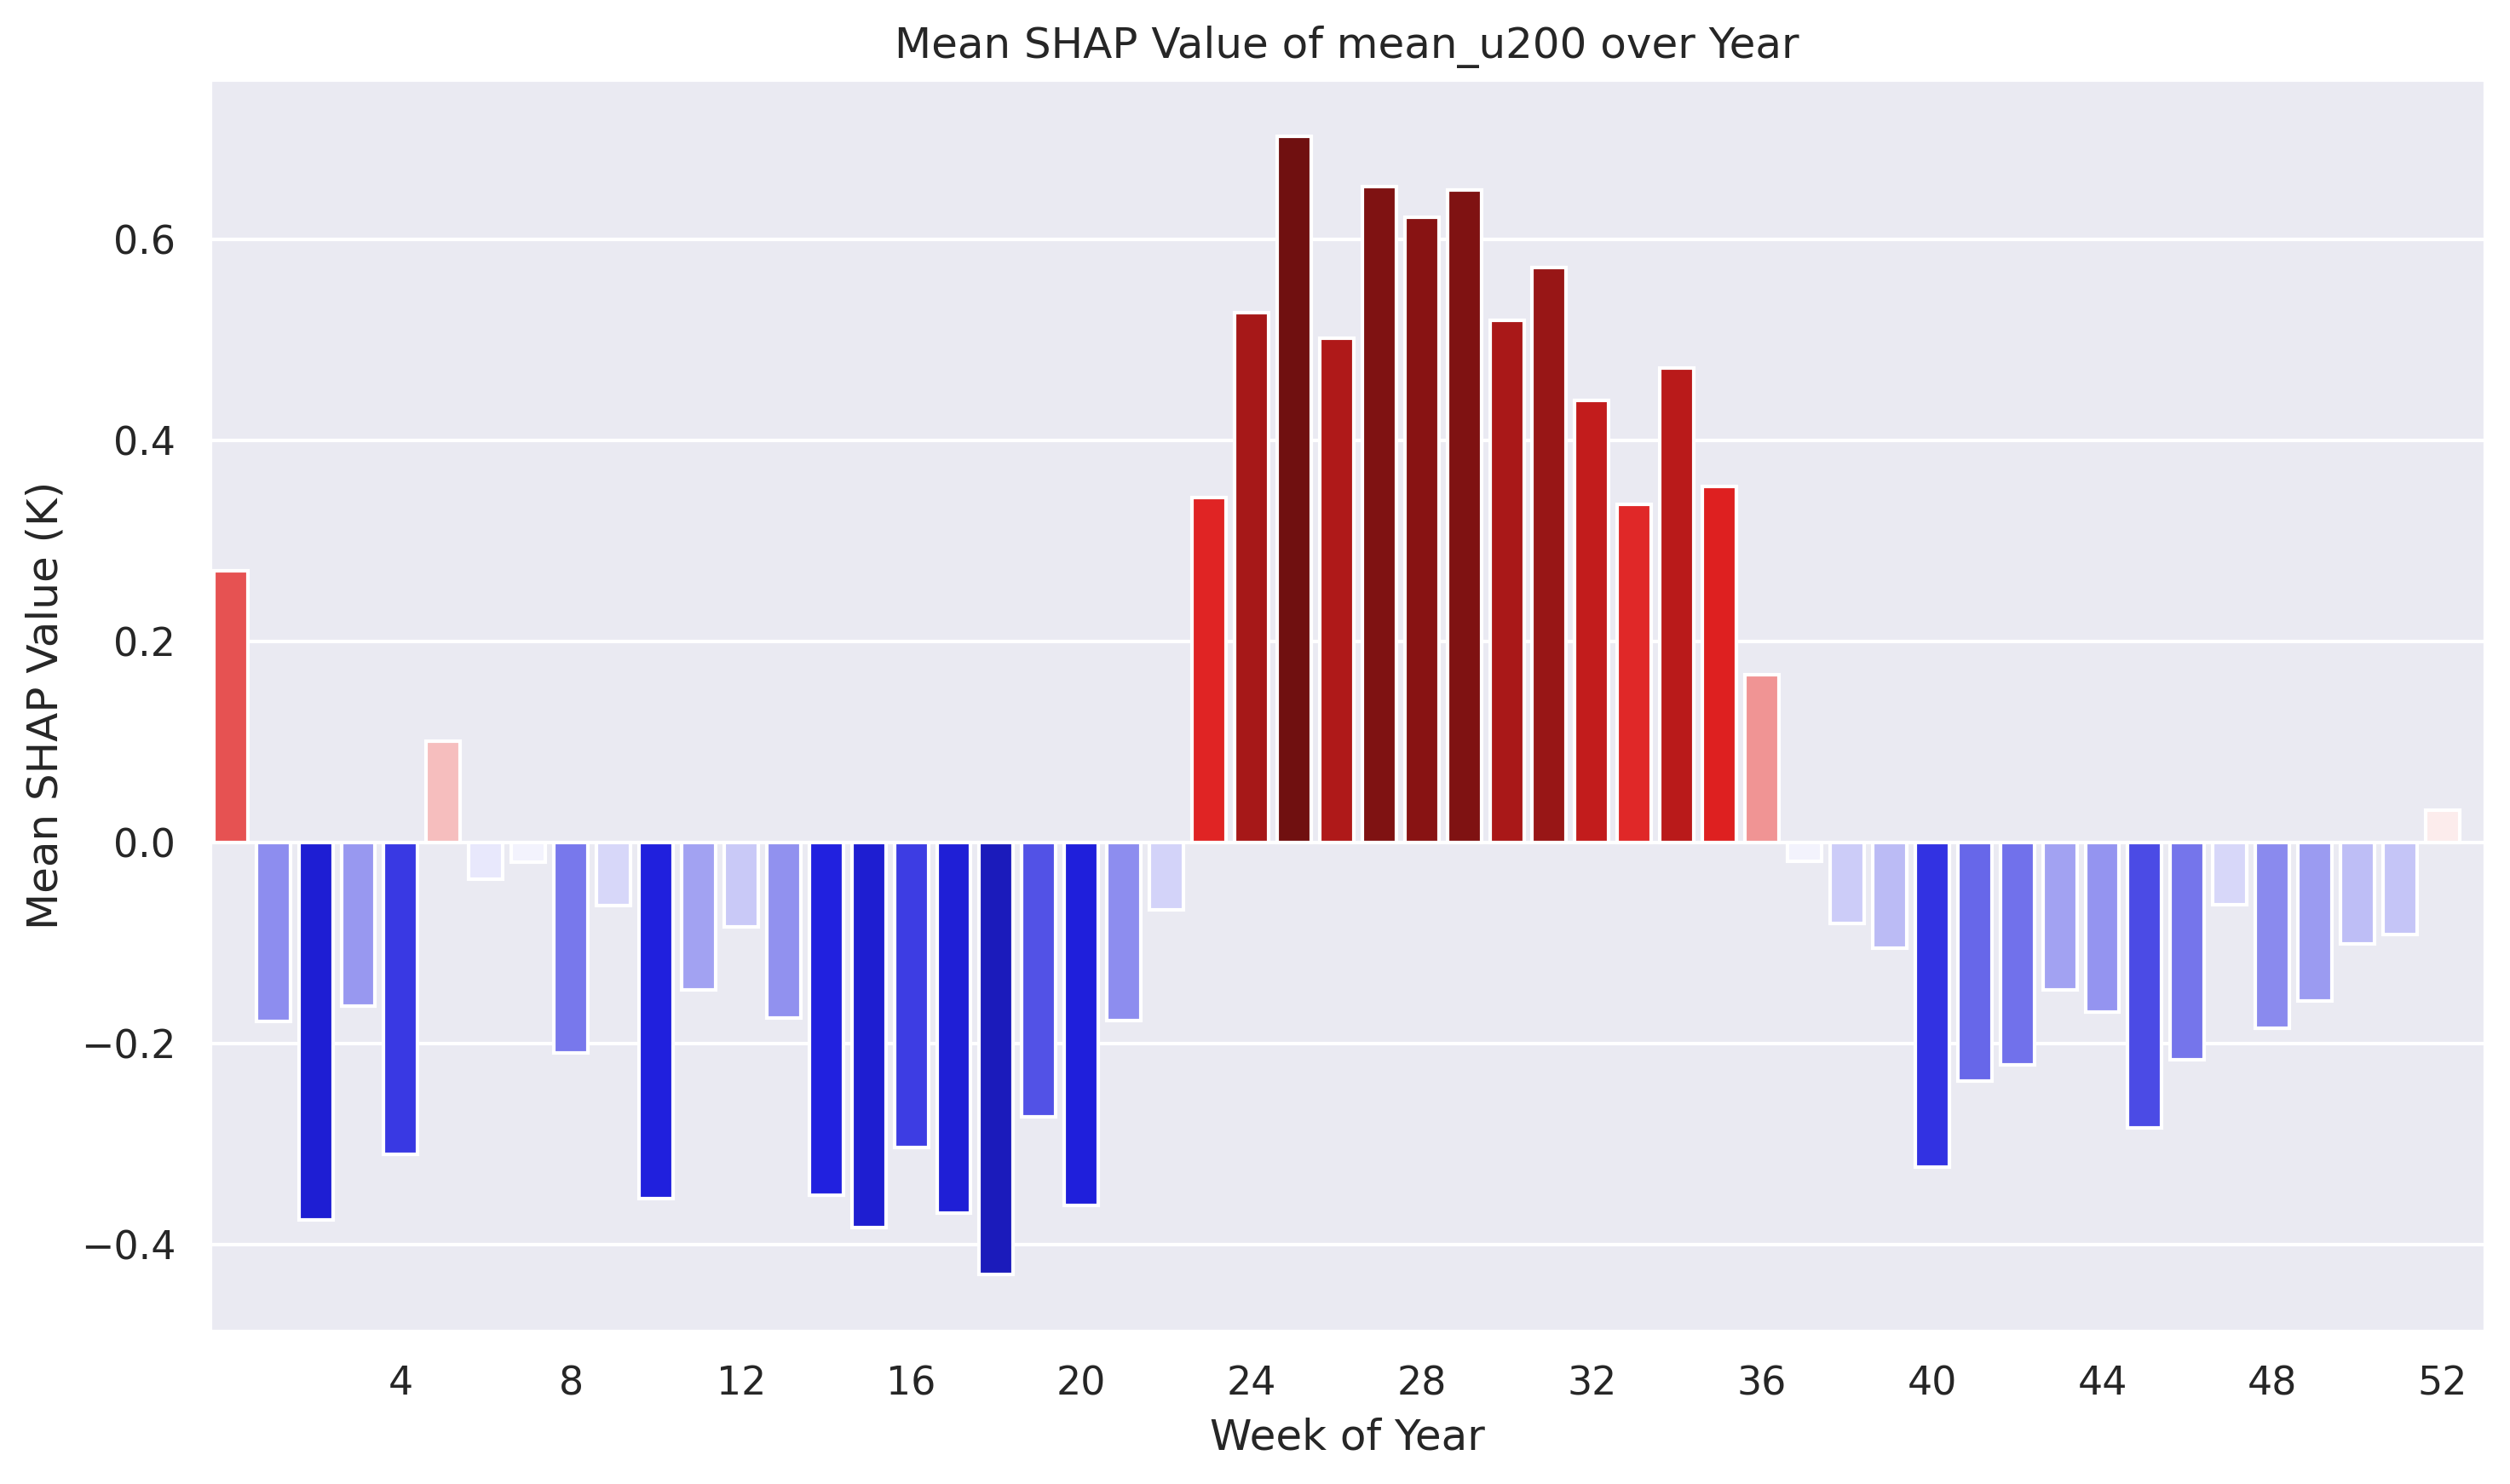 Mean SHAP Value of mean_u200 over Year
Mean SHAP Value (K)
0.6
0.4
0.2
0.0
−0.2
−0.4
4 8 12 16 20 24 28 32 36 40 44 48 52
Week of Year